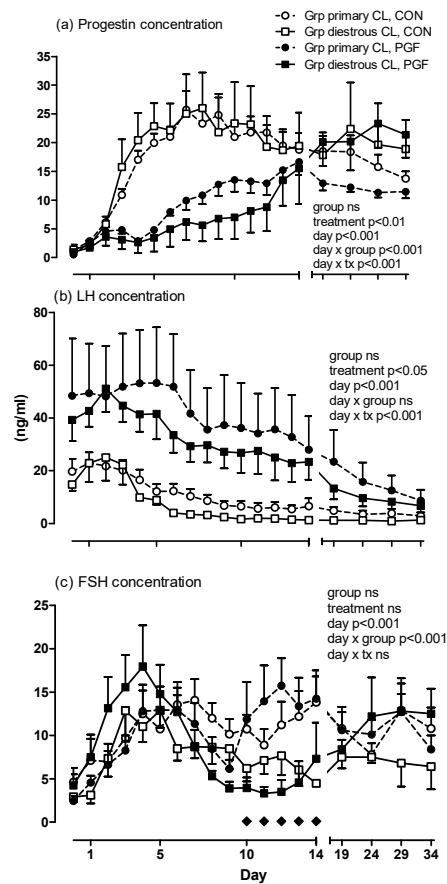 (a) Progestin concentration
Grp primary CL, CON
Grp diestrous CL, CON
Grp primary CL, PGF
Grp diestrous CL, PGF
35
30
25
20
15
10
5
0
group ns
treatment p<0.01
day p<0.001
day x group p<0.001
day x tx p<0.001
(b) LH concentration
80
60
40
20
0
(ng/ml)
group ns
treatment p<0.05
day p<0.001
day x group ns
day x tx p<0.001
(c) FSH concentration
25
20
15
10
5
0
group ns
treatment ns
day p<0.001
day x group p<0.001
day x tx ns
1 5 10 14 19 24 29 34
Day